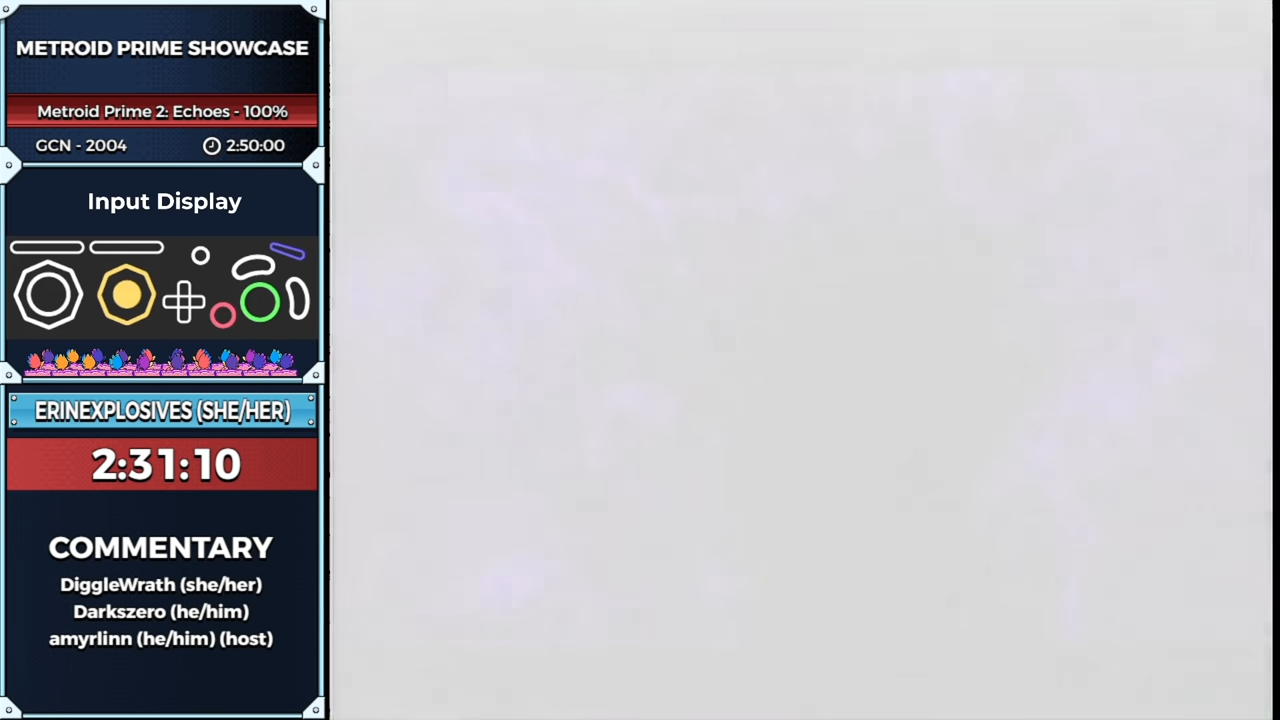 METROID PRIME SHOWCASE
Metroid Prime 2: Echoes - 100%
GCN - 2004 2:50:00
Input Display
ERINEXPLOSIVES (SHE/HER)
2:31:10
COMMENTARY
DiggleWrath (she/her)
Darkszero (he/him)
amyrlinn (he/him) (host)